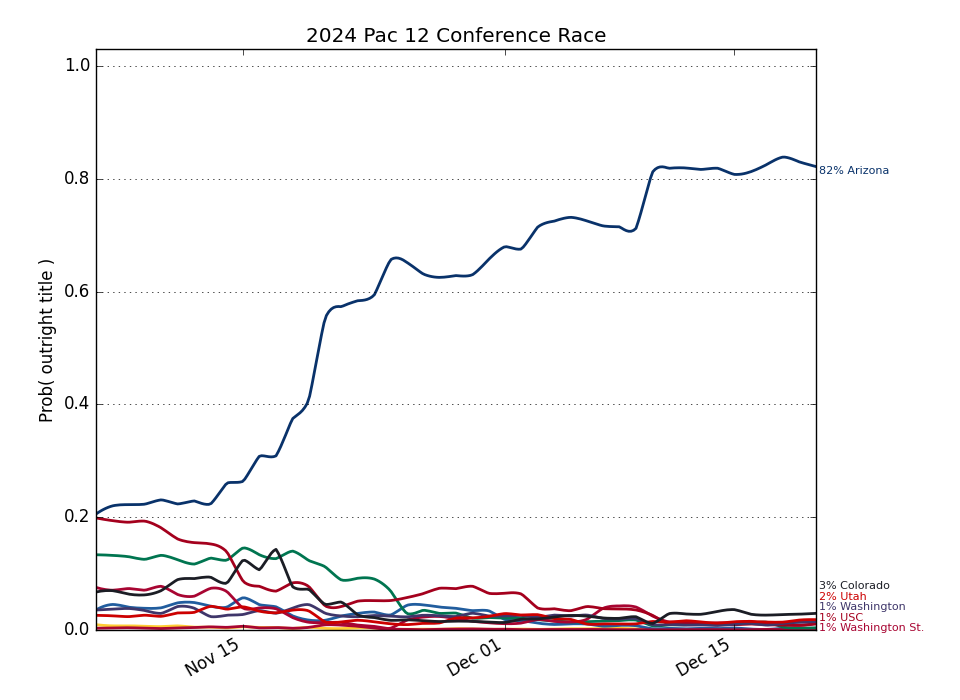 2024 Pac 12 Conference Race
Prob( outright title )
1.0
0.8
0.6
0.4
0.2
0.0
Nov 15
Dec 01
Dec 15
82% Arizona
3% Colorado
2% Utah
1% Washington
1% USC
1% Washington St.